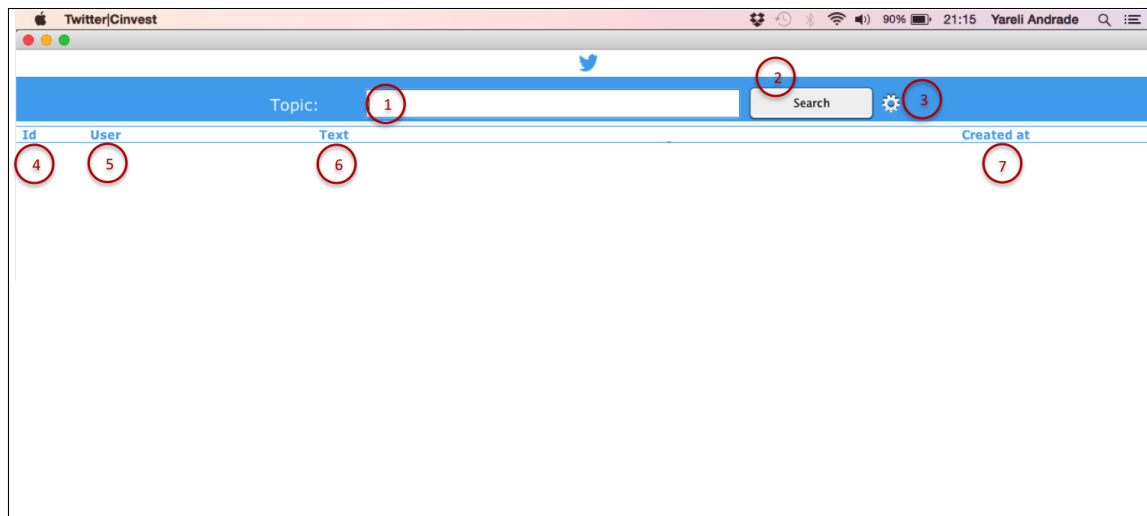 Twitter|Cinvest 90% 21:15 Yareli Andrade
2
Topic: 1 Search 3
Id User Text Created at
4 5 6 7